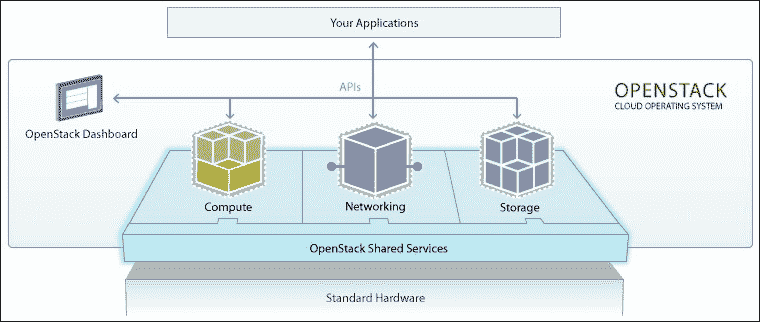 Your Applications
APIs
OPENSTACK
CLOUD OPERATING SYSTEM
OpenStack Dashboard
Compute
Networking
Storage
OpenStack Shared Services
Standard Hardware